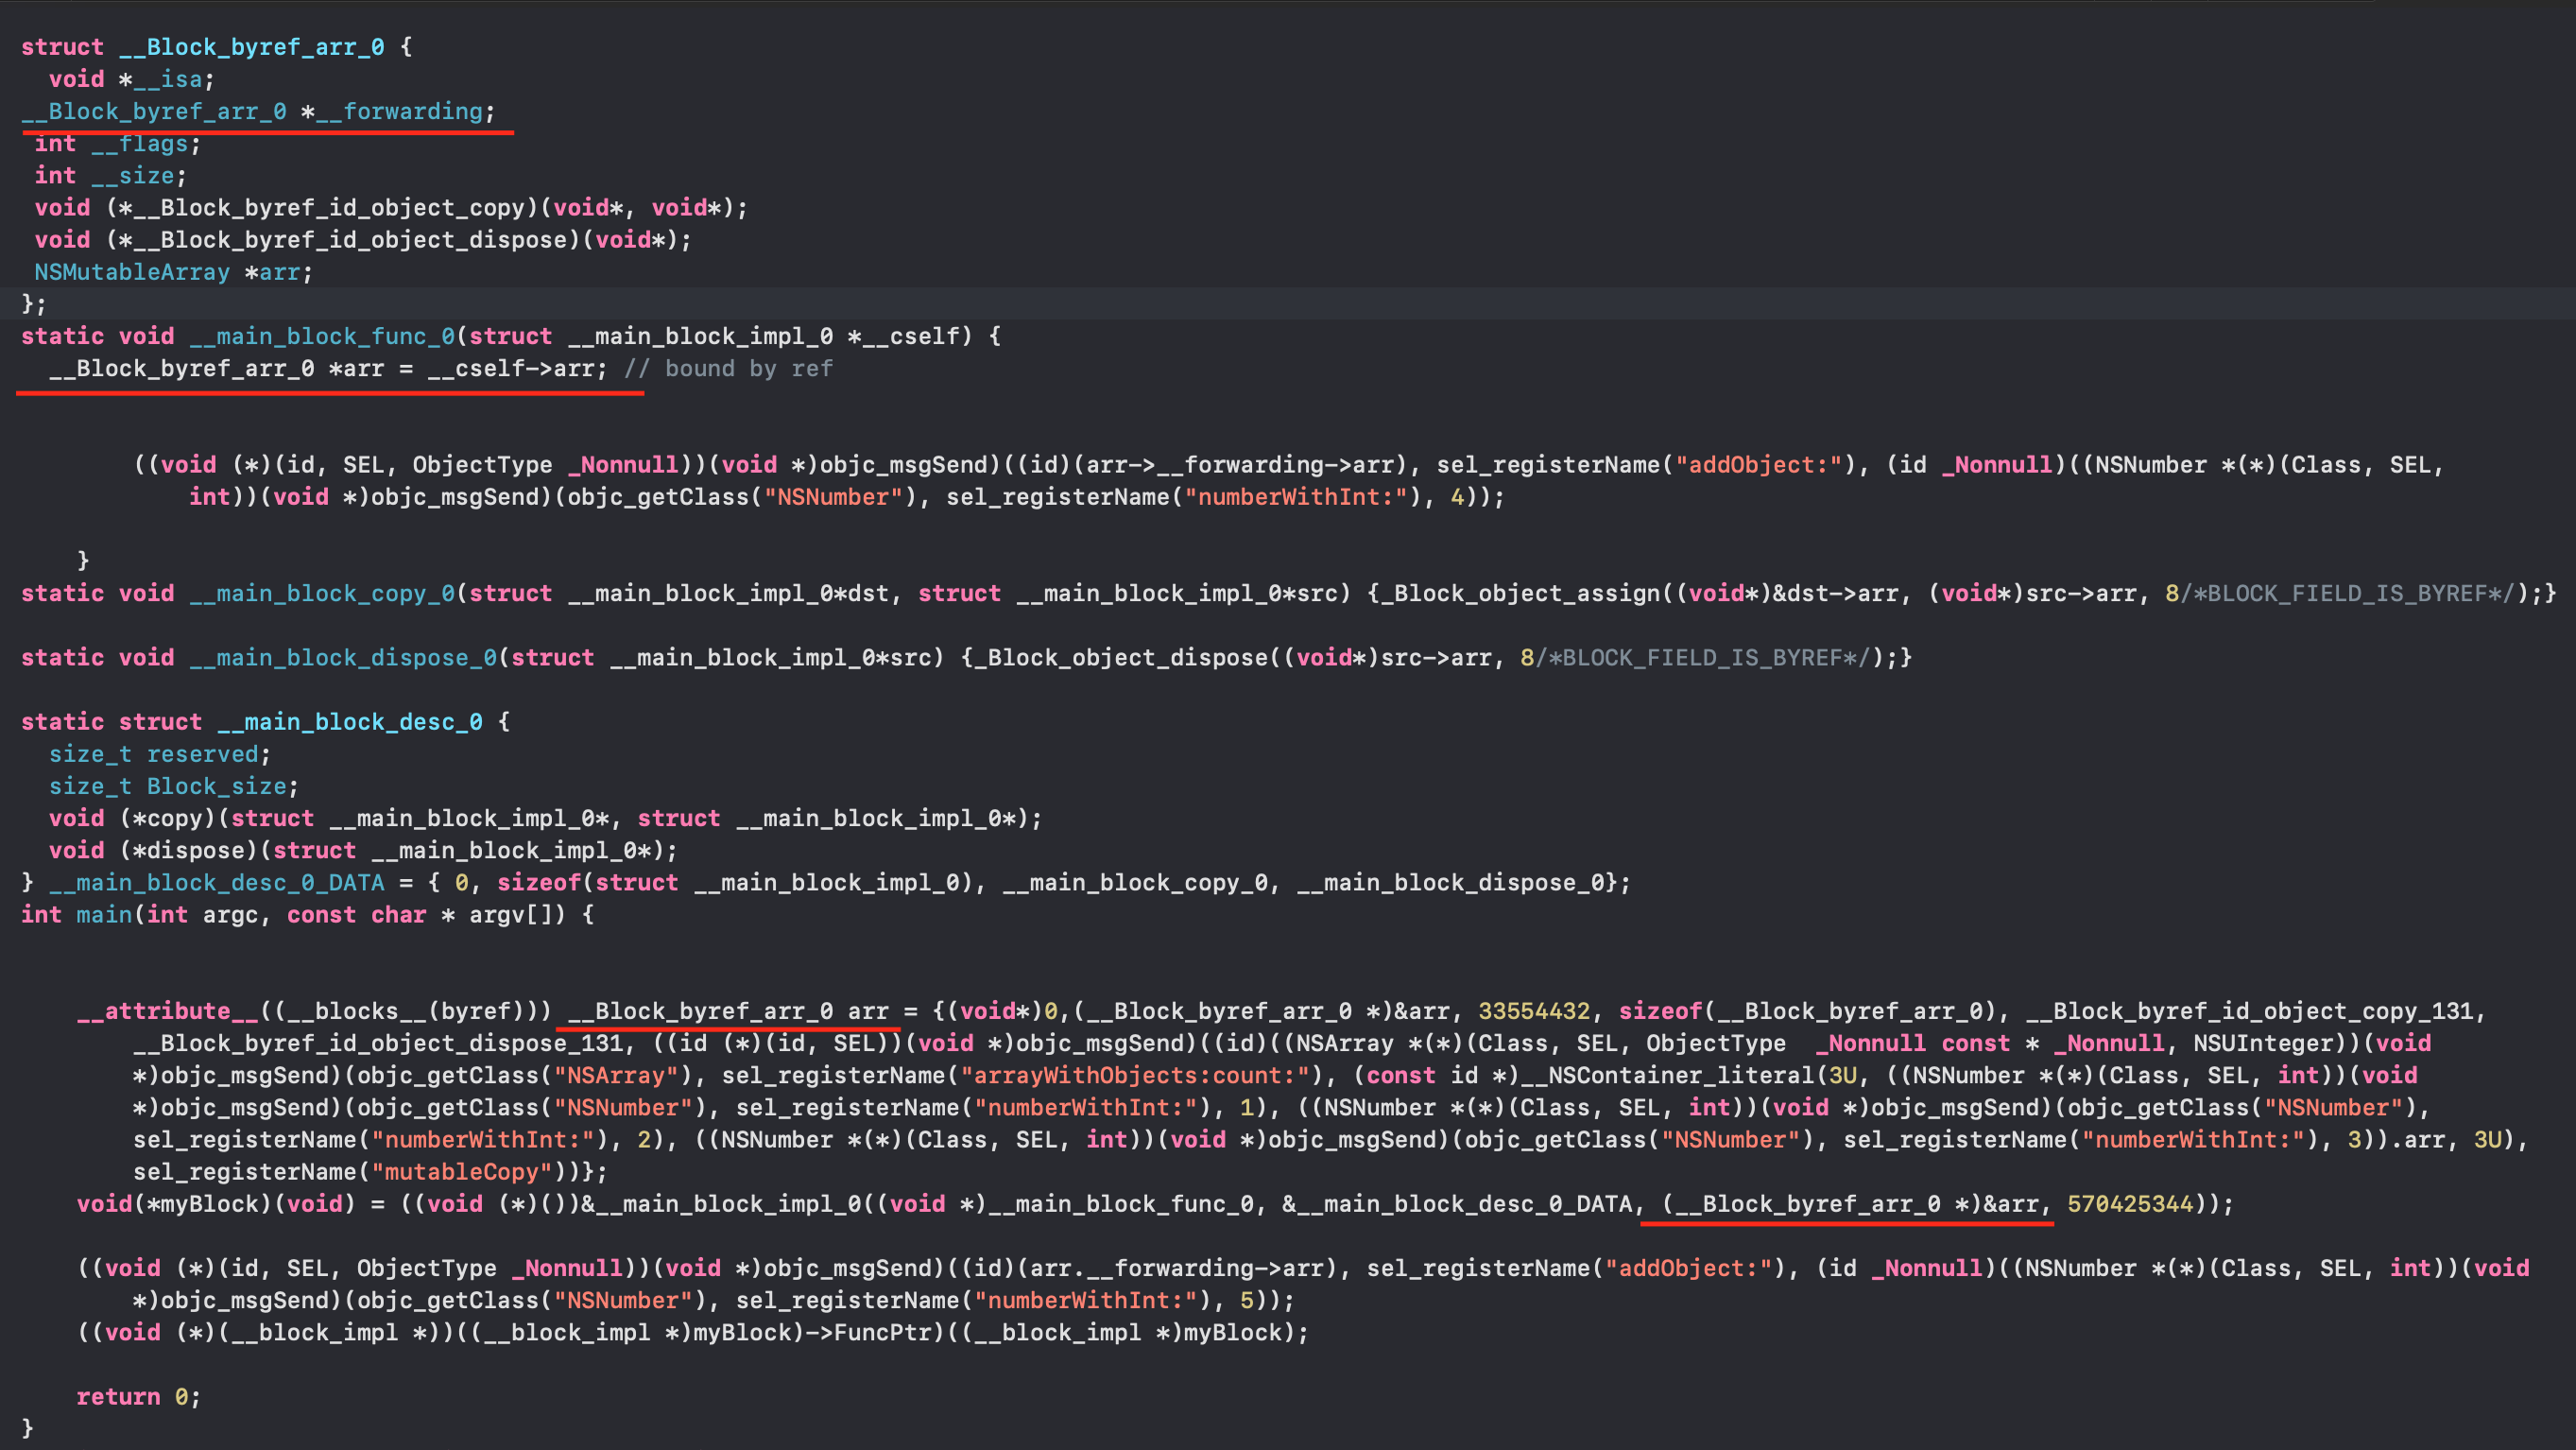 struct __Block_byref_arr_0 {
void *__isa;
__Block_byref_arr_0 *__forwarding;
int __flags;
int __size;
void (*__Block_byref_id_object_copy)(void*, void*);
void (*__Block_byref_id_object_dispose)(void*);
NSMutableArray *arr;
};
static void __main_block_func_0(struct __main_block_impl_0 *__cself) {
__Block_byref_arr_0 *arr = __cself->arr; // bound by ref
((void (*)(id, SEL, ObjectType _Nonnull))(void *)objc_msgSend)((id)(arr->__forwarding->arr), sel_registerName("addObject:"), (id _Nonnull)((NSNumber *(*)(Class, SEL,
int))(void *)objc_msgSend)(objc_getClass("NSNumber"), sel_registerName("numberWithInt:"), 4));
}
static void __main_block_copy_0(struct __main_block_impl_0*dst, struct __main_block_impl_0*src) {_Block_object_assign((void*)&dst->arr, (void*)src->arr, 8/*BLOCK_FIELD_IS_BYREF*/);}
static void __main_block_dispose_0(struct __main_block_impl_0*src) {_Block_object_dispose((void*)src->arr, 8/*BLOCK_FIELD_IS_BYREF*/);}
static struct __main_block_desc_0 {
size_t reserved;
size_t Block_size;
void (*copy)(struct __main_block_impl_0*, struct __main_block_impl_0*);
void (*dispose)(struct __main_block_impl_0*);
} __main_block_desc_0_DATA = { 0, sizeof(struct __main_block_impl_0), __main_block_copy_0, __main_block_dispose_0};
int main(int argc, const char * argv[]) {
__attribute__((__blocks__(byref))) __Block_byref_arr_0 arr = {(void*)0,(__Block_byref_arr_0 *)&arr, 33554432, sizeof(__Block_byref_arr_0), __Block_byref_id_object_copy_131,
__Block_byref_id_object_dispose_131, ((id (*)(id, SEL))(void *)objc_msgSend)((id)((NSArray *(*)(Class, SEL, ObjectType  _Nonnull const * _Nonnull, NSUInteger))(void
*)objc_msgSend)(objc_getClass("NSArray"), sel_registerName("arrayWithObjects:count:"), (const id *)__NSContainer_literal(3U, ((NSNumber *(*)(Class, SEL, int))(void
*)objc_msgSend)(objc_getClass("NSNumber"), sel_registerName("numberWithInt:"), 1), ((NSNumber *(*)(Class, SEL, int))(void *)objc_msgSend)(objc_getClass("NSNumber"),
sel_registerName("numberWithInt:"), 2), ((NSNumber *(*)(Class, SEL, int))(void *)objc_msgSend)(objc_getClass("NSNumber"), sel_registerName("numberWithInt:"), 3)).arr, 3U),
sel_registerName("mutableCopy"))};
void(*myBlock)(void) = ((void (*)())&__main_block_impl_0((void *)__main_block_func_0, &__main_block_desc_0_DATA, (__Block_byref_arr_0 *)&arr, 570425344));
((void (*)(id, SEL, ObjectType _Nonnull))(void *)objc_msgSend)((id)(arr.__forwarding->arr), sel_registerName("addObject:"), (id _Nonnull)((NSNumber *(*)(Class, SEL, int))(void
*)objc_msgSend)(objc_getClass("NSNumber"), sel_registerName("numberWithInt:"), 5));
((void (*)(__block_impl *))((__block_impl *)myBlock)->FuncPtr)((__block_impl *)myBlock);
return 0;
}